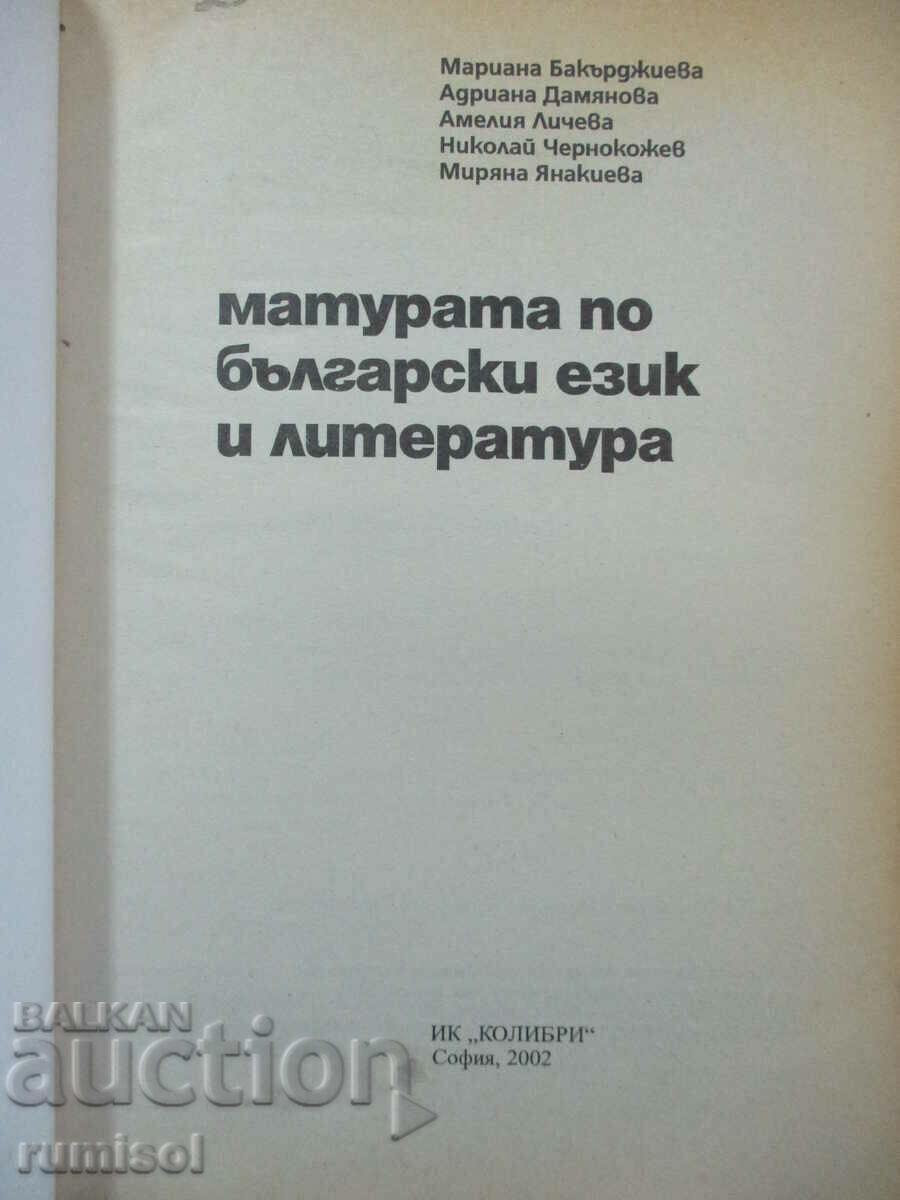 Мариана Бакърджиева
Адриана Дамянова
Амелия Личева
Николай Чернокожев
Миряна Янакиева
матурата по
български език
и литература
ИК „КОЛИБРИ“
София, 2002
BALKAN
auction
rumisol